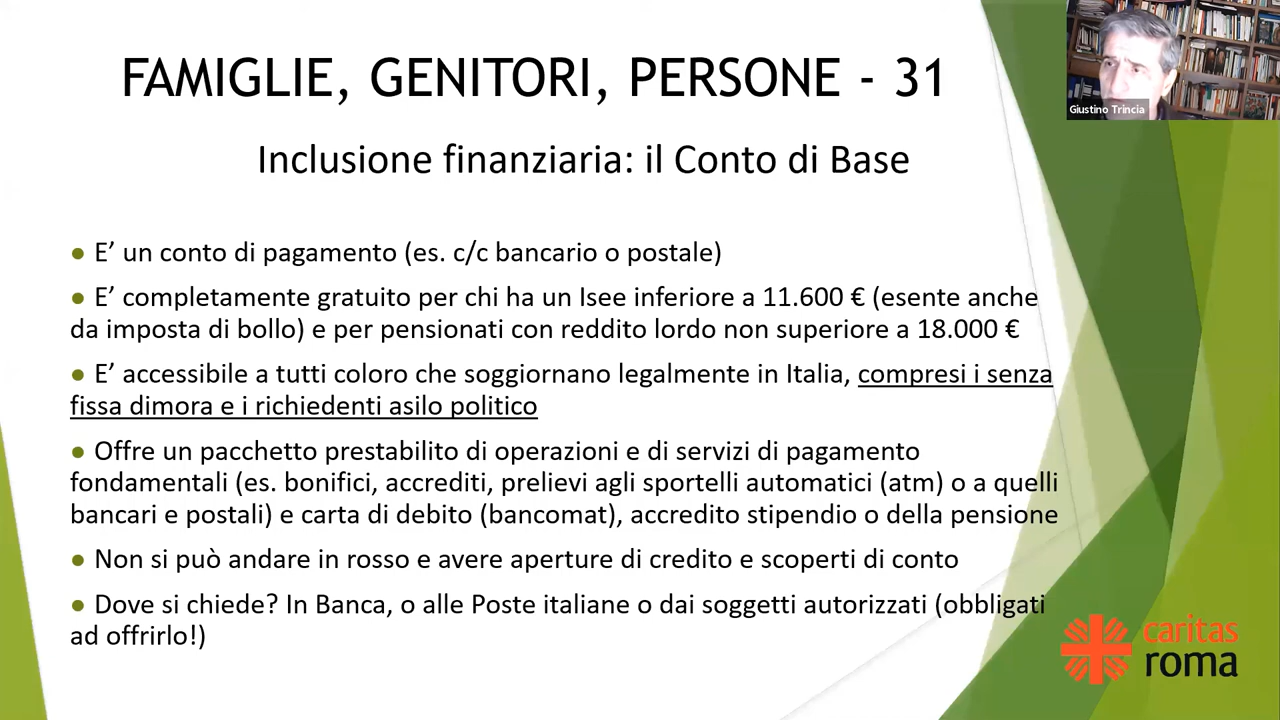 FAMIGLIE, GENITORI, PERSONE - 31
Giustino Trincia
Inclusione finanziaria: il Conto di Base
● E’ un conto di pagamento (es. c/c bancario o postale)
● E’ completamente gratuito per chi ha un Isee inferiore a 11.600 € (esente anche
da imposta di bollo) e per pensionati con reddito lordo non superiore a 18.000 €
● E’ accessibile a tutti coloro che soggiornano legalmente in Italia, compresi i senza
fissa dimora e i richiedenti asilo politico
● Offre un pacchetto prestabilito di operazioni e di servizi di pagamento
fondamentali (es. bonifici, accrediti, prelievi agli sportelli automatici (atm) o a quelli
bancari e postali) e carta di debito (bancomat), accredito stipendio o della pensione
● Non si può andare in rosso e avere aperture di credito e scoperti di conto
● Dove si chiede? In Banca, o alle Poste italiane o dai soggetti autorizzati (obbligati
ad offrirlo!)
caritas
roma